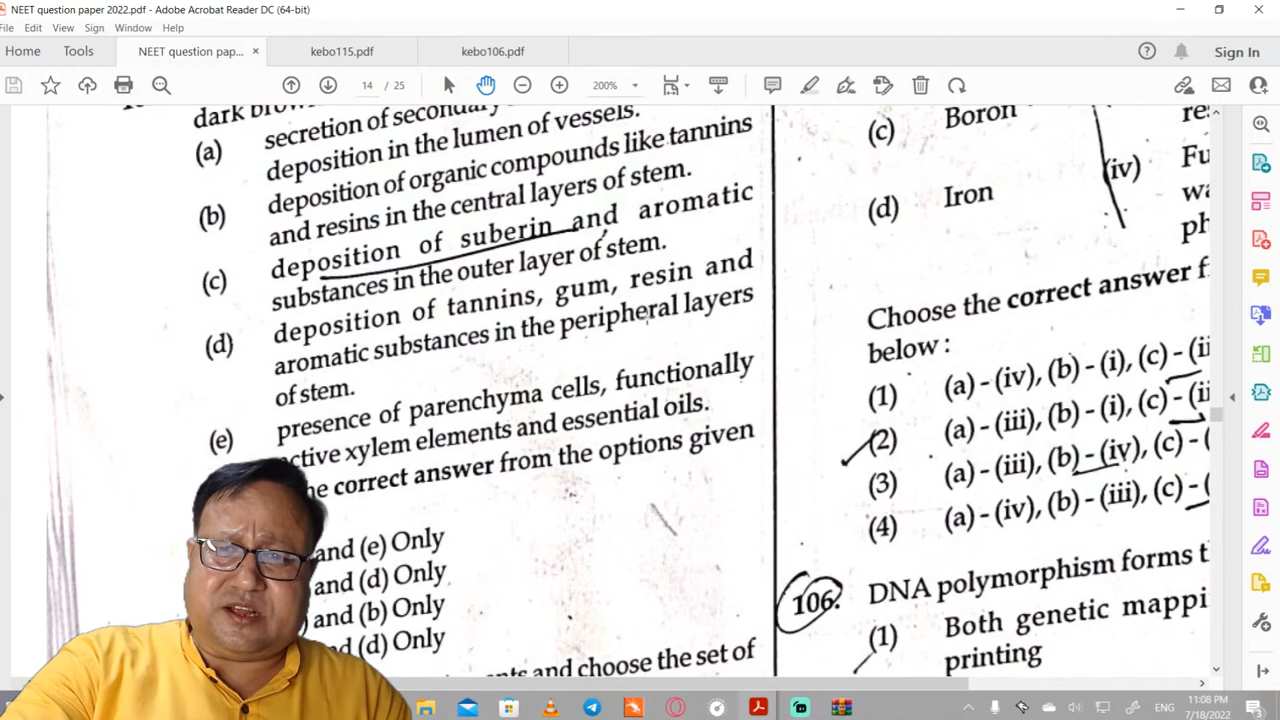 NEET question paper 2022.pdf - Adobe Acrobat Reader DC (64-bit)
File Edit View Sign Window Help
Home Tools NEET question pap... × kebo115.pdf kebo106.pdf Sign In
14 / 25 200%
dark brow
(a) secretion of secondary
deposition in the lumen of vessels.
(b) deposition of organic compounds like tannins
and resins in the central layers of stem.
(c) deposition of suberin and aromatic
substances in the outer layer of stem.
(d) deposition of tannins, gum, resin and
aromatic substances in the peripheral layers
of stem.
(e) presence of parenchyma cells, functionally
active xylem elements and essential oils.
he correct answer from the options given
and (e) Only
and (d) Only
and (b) Only
nd (d) Only
nts and choose the set of
(c) Boron
(d) Iron
re
(iv) Fu
wa
ph
Choose the correct answer f
below :
(1) (a) - (iv), (b) - (i), (c) - (ii
(2) (a) - (iii), (b) - (i), (c) - (ii
(3) (a) - (iii), (b) - (iv), (c) - (
(4) (a) - (iv), (b) - (iii), (c) - (
106. DNA polymorphism forms t
(1) Both genetic mappi
printing
ENG 11:08 PM
7/18/2022